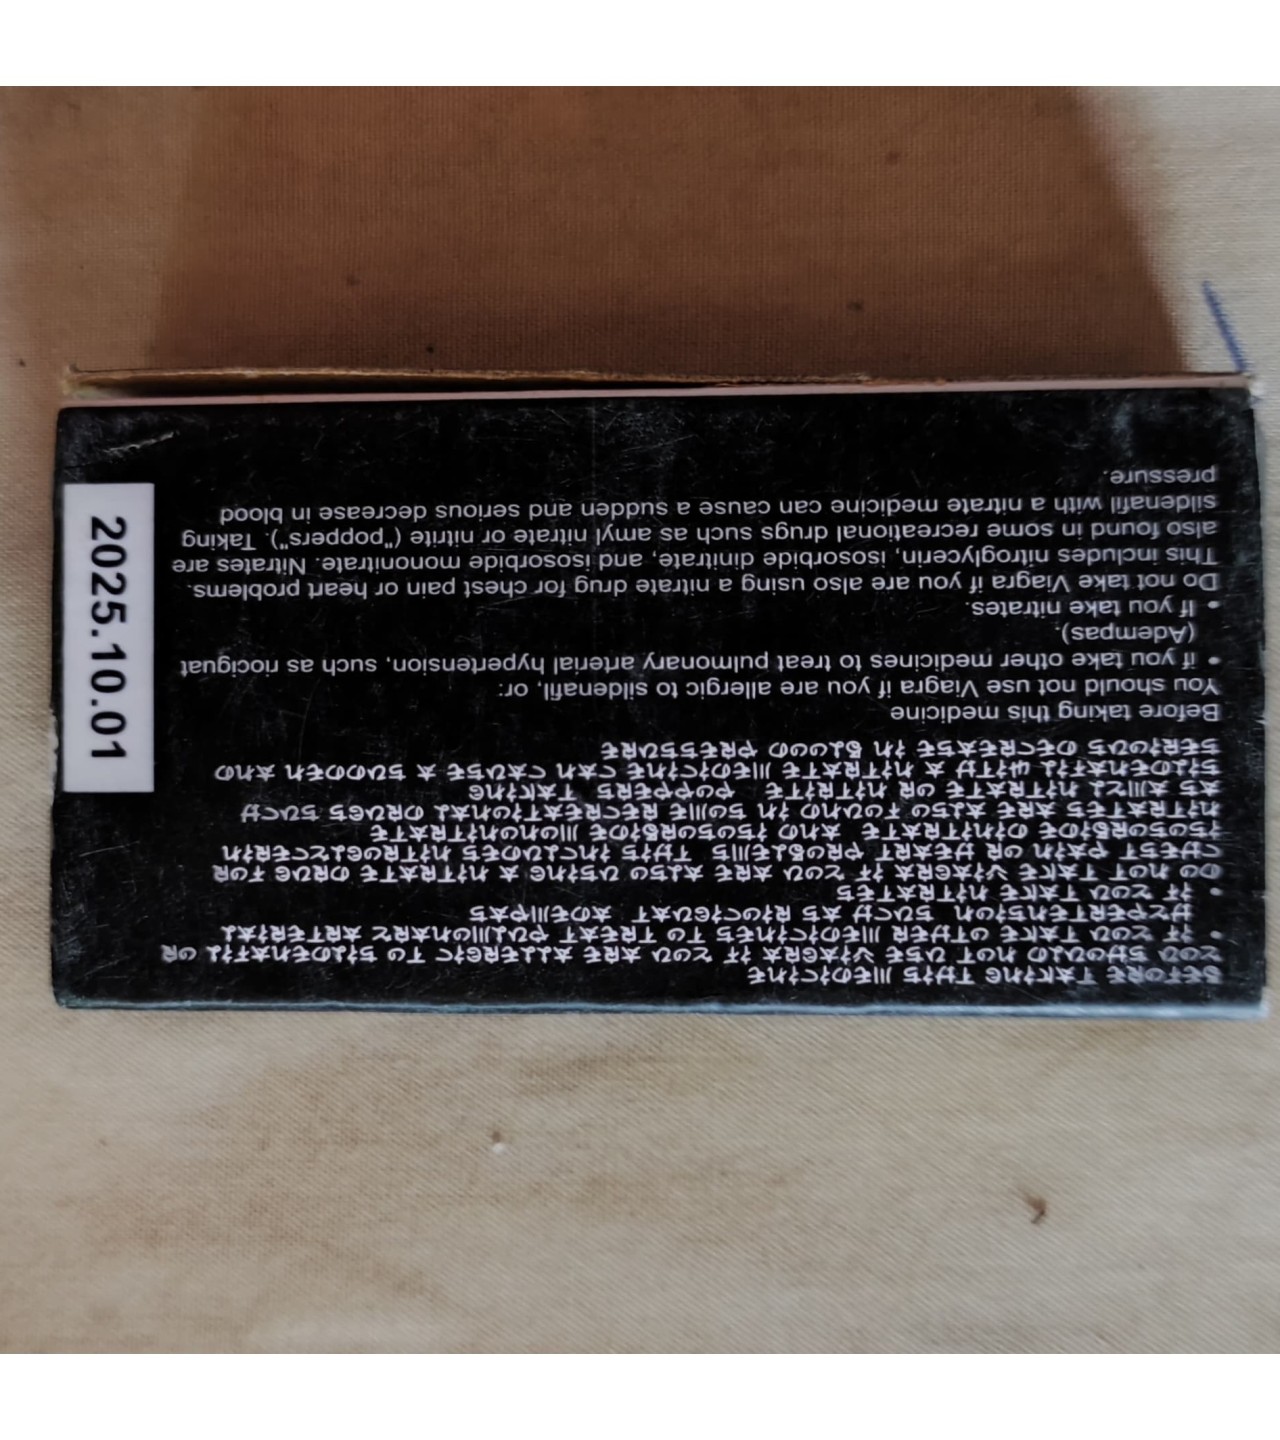 BEFORE TAKING THIS MEDICINE
YOU SHOULD NOT USE VIAGRA IF YOU ARE ALLERGIC TO SILDENAFIL OR
• IF YOU TAKE OTHER MEDICINES TO TREAT PULMONARY ARTERIAL
HYPERTENSION SUCH AS RIOCIGUAT ADEMPAS
• IF YOU TAKE NITRATES
DO NOT TAKE VIAGRA IF YOU ARE ALSO USING A NITRATE DRUG FOR
CHEST PAIN OR HEART PROBLEMS THIS INCLUDES NITROGLYCERIN
ISOSORBIDE DINITRATE AND ISOSORBIDE MONONITRATE
NITRATES ARE ALSO FOUND IN SOME RECREATIONAL DRUGS SUCH
AS AMYL NITRATE OR NITRITE POPPERS TAKING
SILDENAFIL WITH A NITRATE MEDICINE CAN CAUSE A SUDDEN AND
SERIOUS DECREASE IN BLOOD PRESSURE
Before taking this medicine
You should not use Viagra if you are allergic to sildenafil, or:
• if you take other medicines to treat pulmonary arterial hypertension, such as riociguat
(Adempas).
• If you take nitrates.
Do not take Viagra if you are also using a nitrate drug for chest pain or heart problems.
This includes nitroglycerin, isosorbide dinitrate, and isosorbide mononitrate. Nitrates are
also found in some recreational drugs such as amyl nitrate or nitrite ("poppers"). Taking
sildenafil with a nitrate medicine can cause a sudden and serious decrease in blood
pressure.
2025.10.01